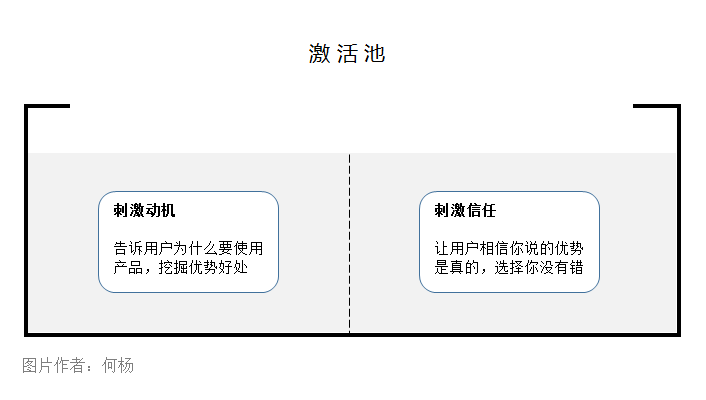 激活池
刺激动机
告诉用户为什么要使用
产品，挖掘优势好处
刺激信任
让用户相信你说的优势
是真的，选择你没有错
图片作者：何杨